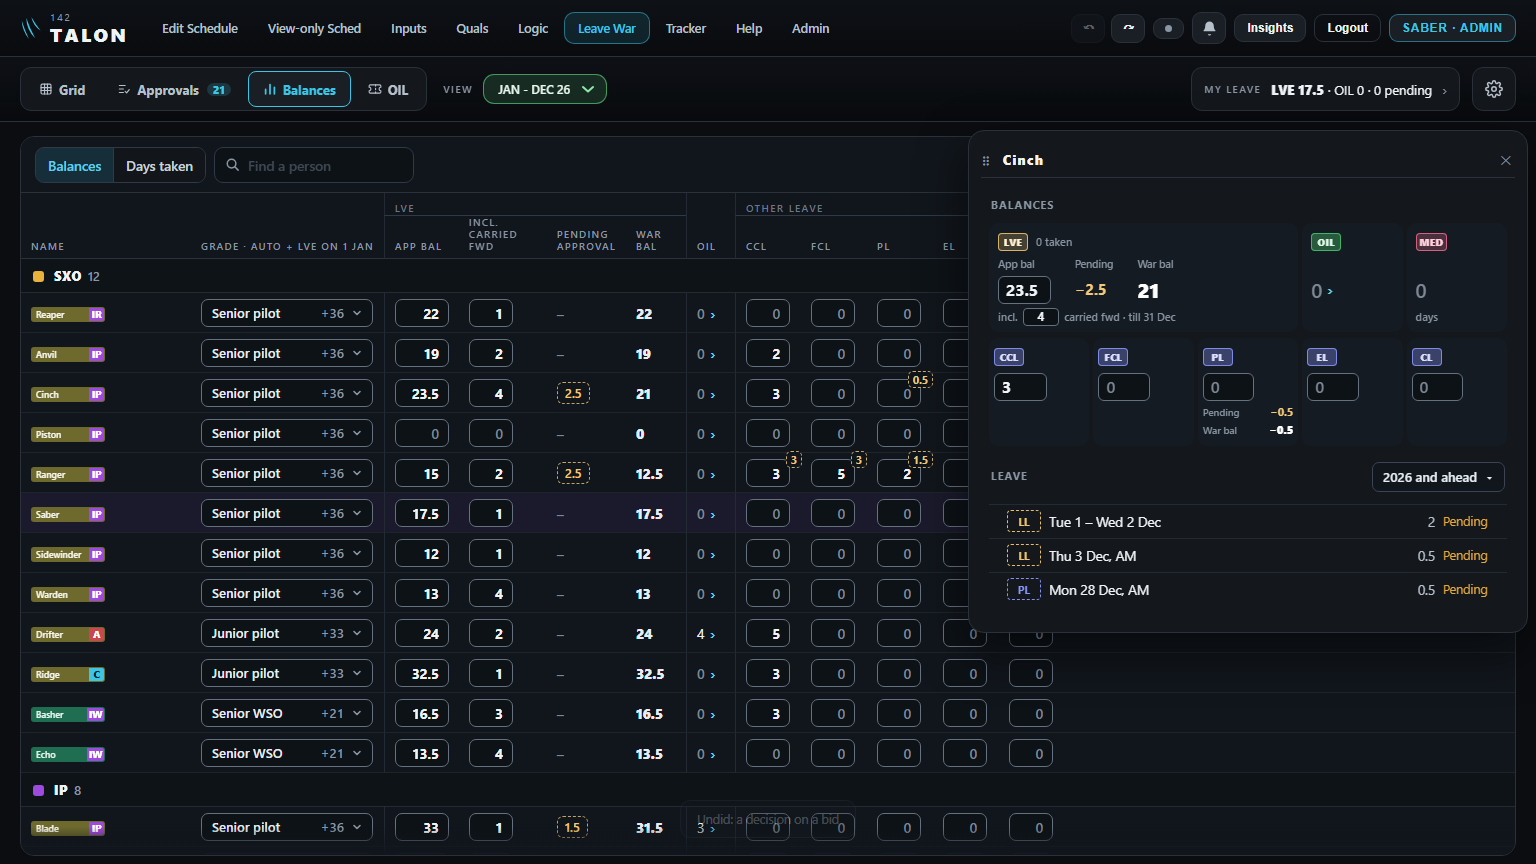 142
TALON
Edit Schedule
View-only Sched
Inputs
Quals
Logic
Leave War
Tracker
Help
Admin
Insights
Logout
SABER · ADMIN
Grid
Approvals 21
Balances
OIL
VIEW
JAN - DEC 26
MY LEAVE LVE 17.5 · OIL 0 · 0 pending ›
Balances
Days taken
Find a person
LVE
OTHER LEAVE
NAME
GRADE · AUTO + LVE ON 1 JAN
APP BAL
INCL. CARRIED FWD
PENDING APPROVAL
WAR BAL
OIL
CCL
FCL
PL
EL
SXO 12
Reaper IR Senior pilot +36 22 1 – 22 0 › 0 0 0
Anvil IP Senior pilot +36 19 2 – 19 0 › 2 0 0
Cinch IP Senior pilot +36 23.5 4 2.5 21 0 › 3 0 0 0.5
Piston IP Senior pilot +36 0 0 – 0 0 › 0 0 0
Ranger IP Senior pilot +36 15 2 2.5 12.5 0 › 3 3 5 3 2 1.5
Saber IP Senior pilot +36 17.5 1 – 17.5 0 › 0 0 0
Sidewinder IP Senior pilot +36 12 1 – 12 0 › 0 0 0
Warden IP Senior pilot +36 13 4 – 13 0 › 0 0 0
Drifter A Junior pilot +33 24 2 – 24 4 › 5 0 0 0 0
Ridge C Junior pilot +33 32.5 1 – 32.5 0 › 3 0 0 0 0
Basher IW Senior WSO +21 16.5 3 – 16.5 0 › 3 0 0 0 0
Echo IW Senior WSO +21 13.5 4 – 13.5 0 › 0 0 0 0 0
IP 8
Blade IP Senior pilot +36 33 1 1.5 31.5 3 › 0 0 0 0 0
Undid: a decision on a bid
Cinch
BALANCES
LVE 0 taken
App bal
Pending
War bal
23.5
−2.5
21
incl. 4 carried fwd · till 31 Dec
OIL
0 ›
MED
0
days
CCL
3
FCL
0
PL
0
Pending −0.5
War bal −0.5
EL
0
CL
0
LEAVE
2026 and ahead
LL Tue 1 – Wed 2 Dec 2 Pending
LL Thu 3 Dec, AM 0.5 Pending
PL Mon 28 Dec, AM 0.5 Pending